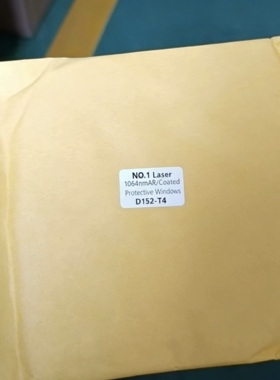 NO.1 Laser
1064nmAR/Coated
Protective Windows
D152-T4